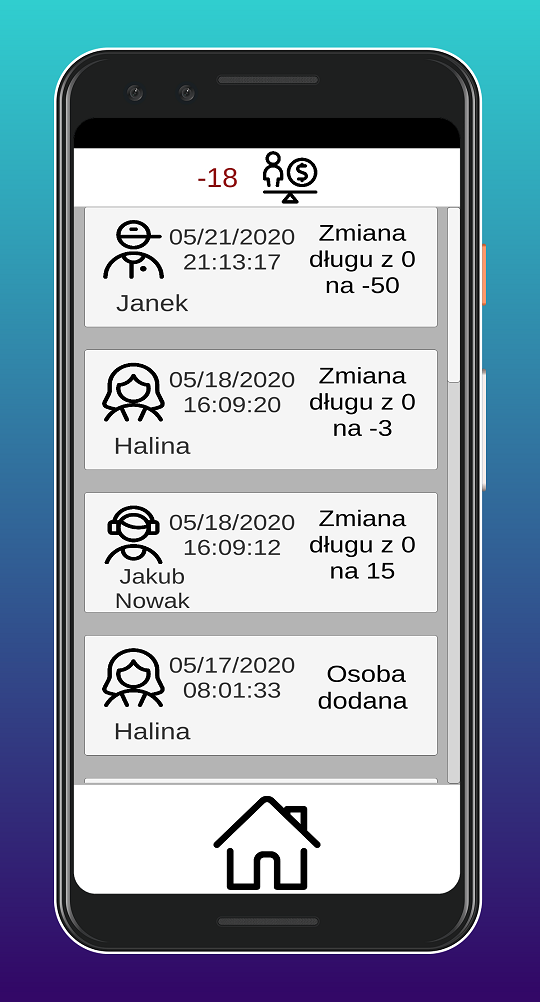 -18
05/21/2020
21:13:17
Janek
Zmiana
długu z 0
na -50
05/18/2020
16:09:20
Halina
Zmiana
długu z 0
na -3
05/18/2020
16:09:12
Jakub
Nowak
Zmiana
długu z 0
na 15
05/17/2020
08:01:33
Halina
Osoba
dodana